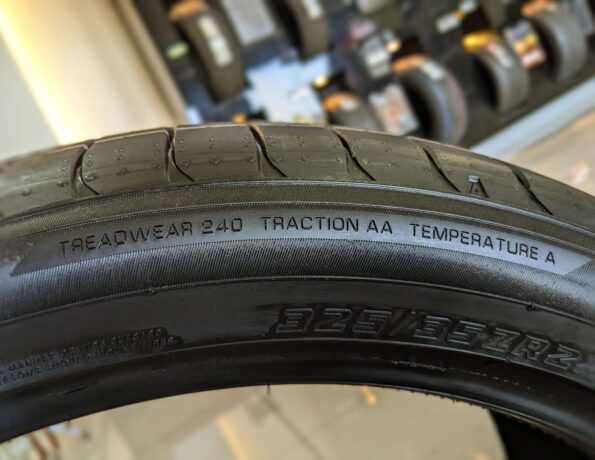 A
TREADWEAR 240 TRACTION AA TEMPERATURE A
325/35ZR2